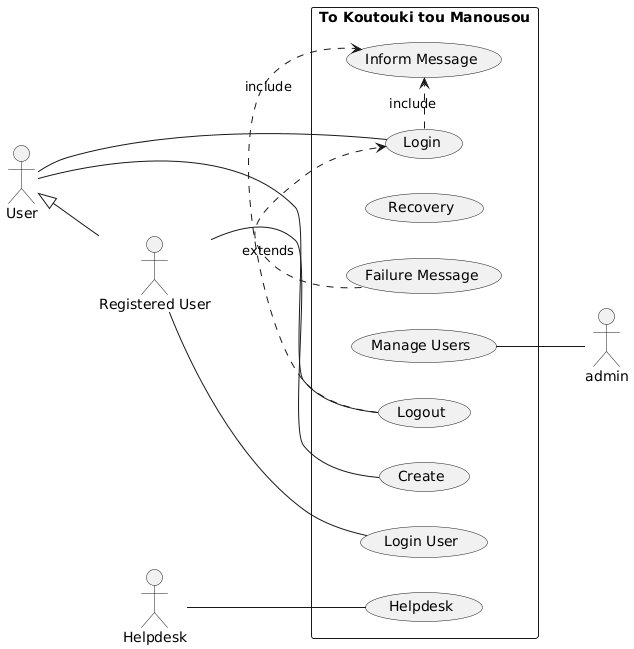 To Koutouki tou Manousou
Inform Message
include
include
Login
User
Recovery
extends
Failure Message
Registered User
Manage Users
admin
Logout
Create
Login User
Helpdesk
Helpdesk